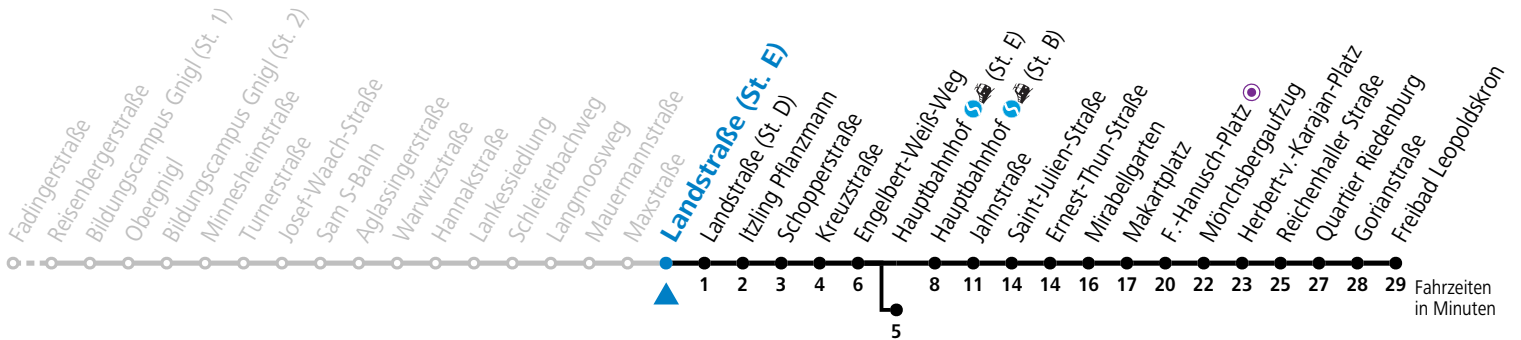 Fadingerstraße
Reisenbergerstraße
Bildungscampus Gnigl (St. 1)
Obergnigl
Bildungscampus Gnigl (St. 2)
Minnesheimstraße
Turnerstraße
Josef-Waach-Straße
Sam S-Bahn
Aglassingerstraße
Warwitzstraße
Hannakstraße
Lankessiedlung
Schleiferbachweg
Langmoosweg
Mauermannstraße
Maxstraße
Landstraße (St. E)
Landstraße (St. D)
Itzling Pflanzmann
Schopperstraße
Kreuzstraße
Engelbert-Weiß-Weg
Hauptbahnhof (St. E)
Hauptbahnhof (St. B)
Jahnstraße
Saint-Julien-Straße
Ernest-Thun-Straße
Mirabellgarten
Makartplatz
F.-Hanusch-Platz
Mönchsbergaufzug
Herbert-v.-Karajan-Platz
Reichenhaller Straße
Quartier Riedenburg
Gorianstraße
Freibad Leopoldskron
1 2 3 4 6 8 11 14 14 16 17 20 22 23 25 27 28 29
5
Fahrzeiten
in Minuten